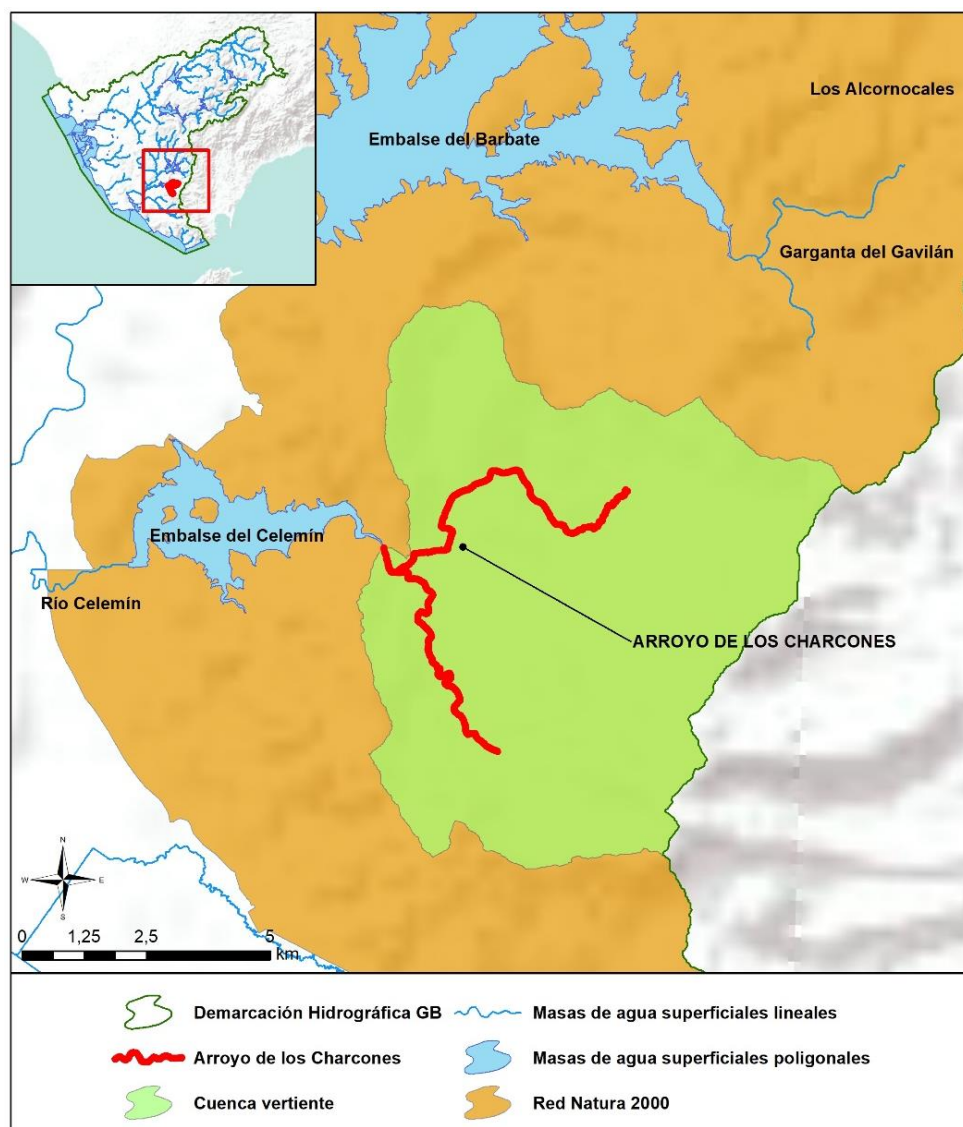 Los Alcornocales
Embalse del Barbate
Garganta del Gavilán
Embalse del Celemín
Río Celemín
ARROYO DE LOS CHARCONES
N
W E
S
0 1,25 2,5 5
km
Demarcación Hidrográfica GB
Masas de agua superficiales lineales
Arroyo de los Charcones
Masas de agua superficiales poligonales
Cuenca vertiente
Red Natura 2000